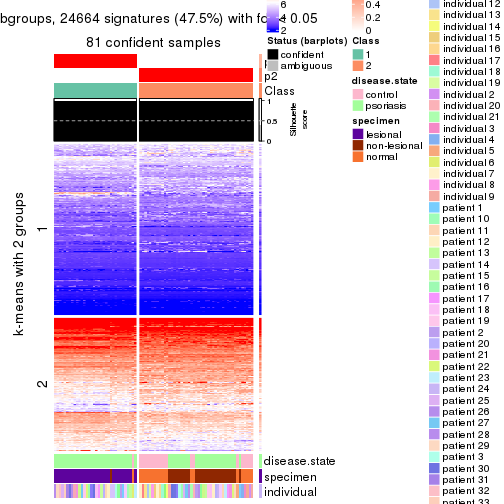 bgroups, 24664 signatures (47.5%) with fd 0.05
81 confident samples
p2
Class
1
0.5
0
Silhouette
score
k-means with 2 groups
1
2
disease.state
specimen
individual
6
4
2
Status (barplots)
confident
ambiguous
0.4
0.2
0
Class
1
2
disease.state
control
psoriasis
specimen
lesional
non-lesional
normal
individual 12
individual 13
individual 14
individual 15
individual 16
individual 17
individual 18
individual 19
individual 2
individual 20
individual 21
individual 3
individual 4
individual 5
individual 6
individual 7
individual 8
individual 9
patient 1
patient 10
patient 11
patient 12
patient 13
patient 14
patient 15
patient 16
patient 17
patient 18
patient 19
patient 2
patient 20
patient 21
patient 22
patient 23
patient 24
patient 25
patient 26
patient 27
patient 28
patient 29
patient 3
patient 30
patient 31
patient 32
patient 33